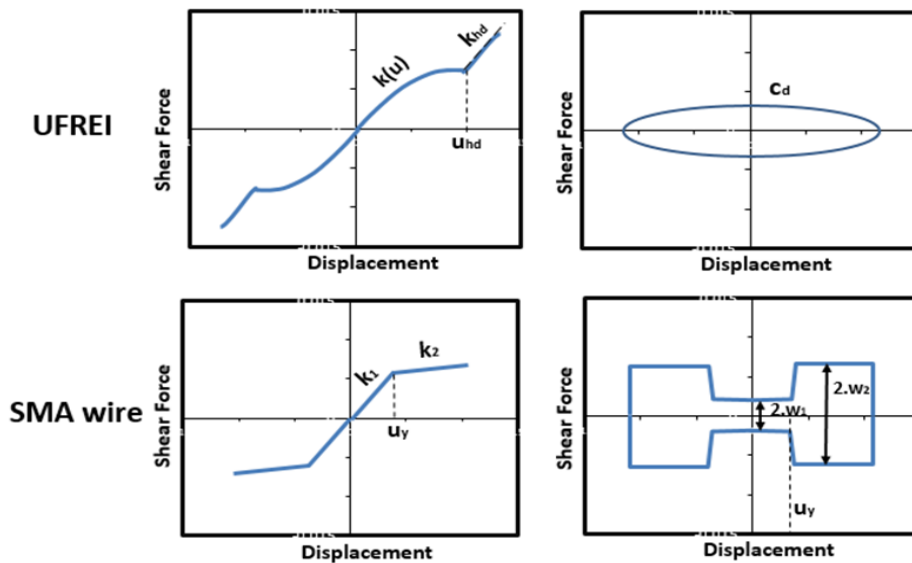 UFREI
Shear Force
k(u)
khd
uhd
Displacement
Shear Force
cd
Displacement
SMA wire
Shear Force
k1
k2
uy
Displacement
Shear Force
2.w1
2.w2
uy
Displacement